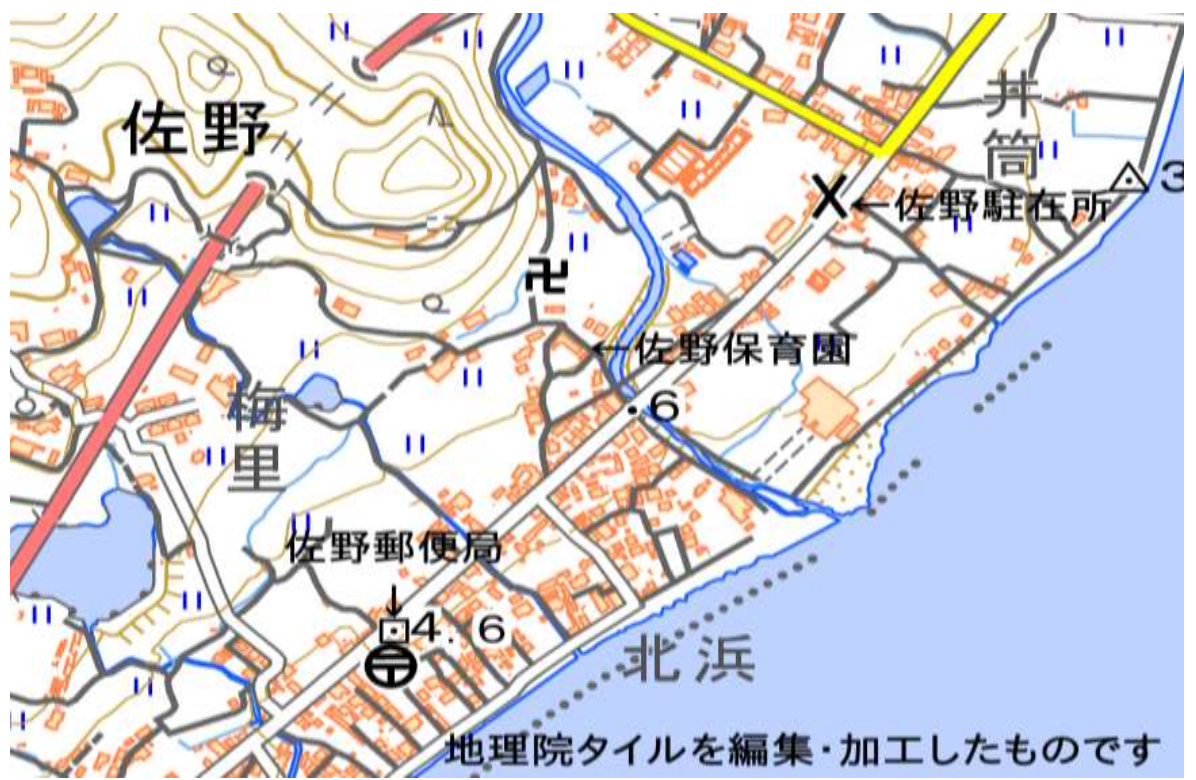 佐野
井筒
3
←佐野駐在所
←佐野保育園
・6
梅里
佐野郵便局
↓
4.6
北浜
地理院タイルを編集・加工したものです